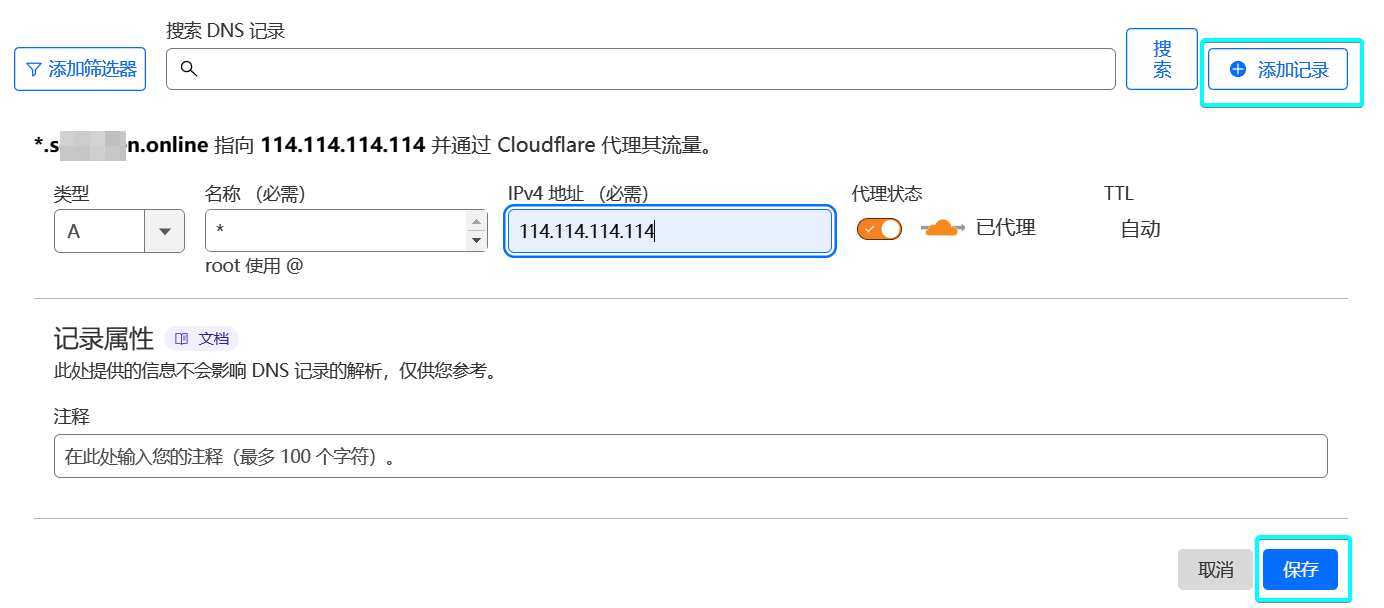 搜索 DNS 记录
添加筛选器
搜
索
添加记录
*.s n.online 指向 114.114.114.114 并通过 Cloudflare 代理其流量。
类型 名称 (必需) IPv4 地址 (必需) 代理状态 TTL
A * 114.114.114.114 已代理 自动
root 使用 @
记录属性 文档
此处提供的信息不会影响 DNS 记录的解析，仅供您参考。
注释
在此处输入您的注释（最多 100 个字符）。
取消 保存